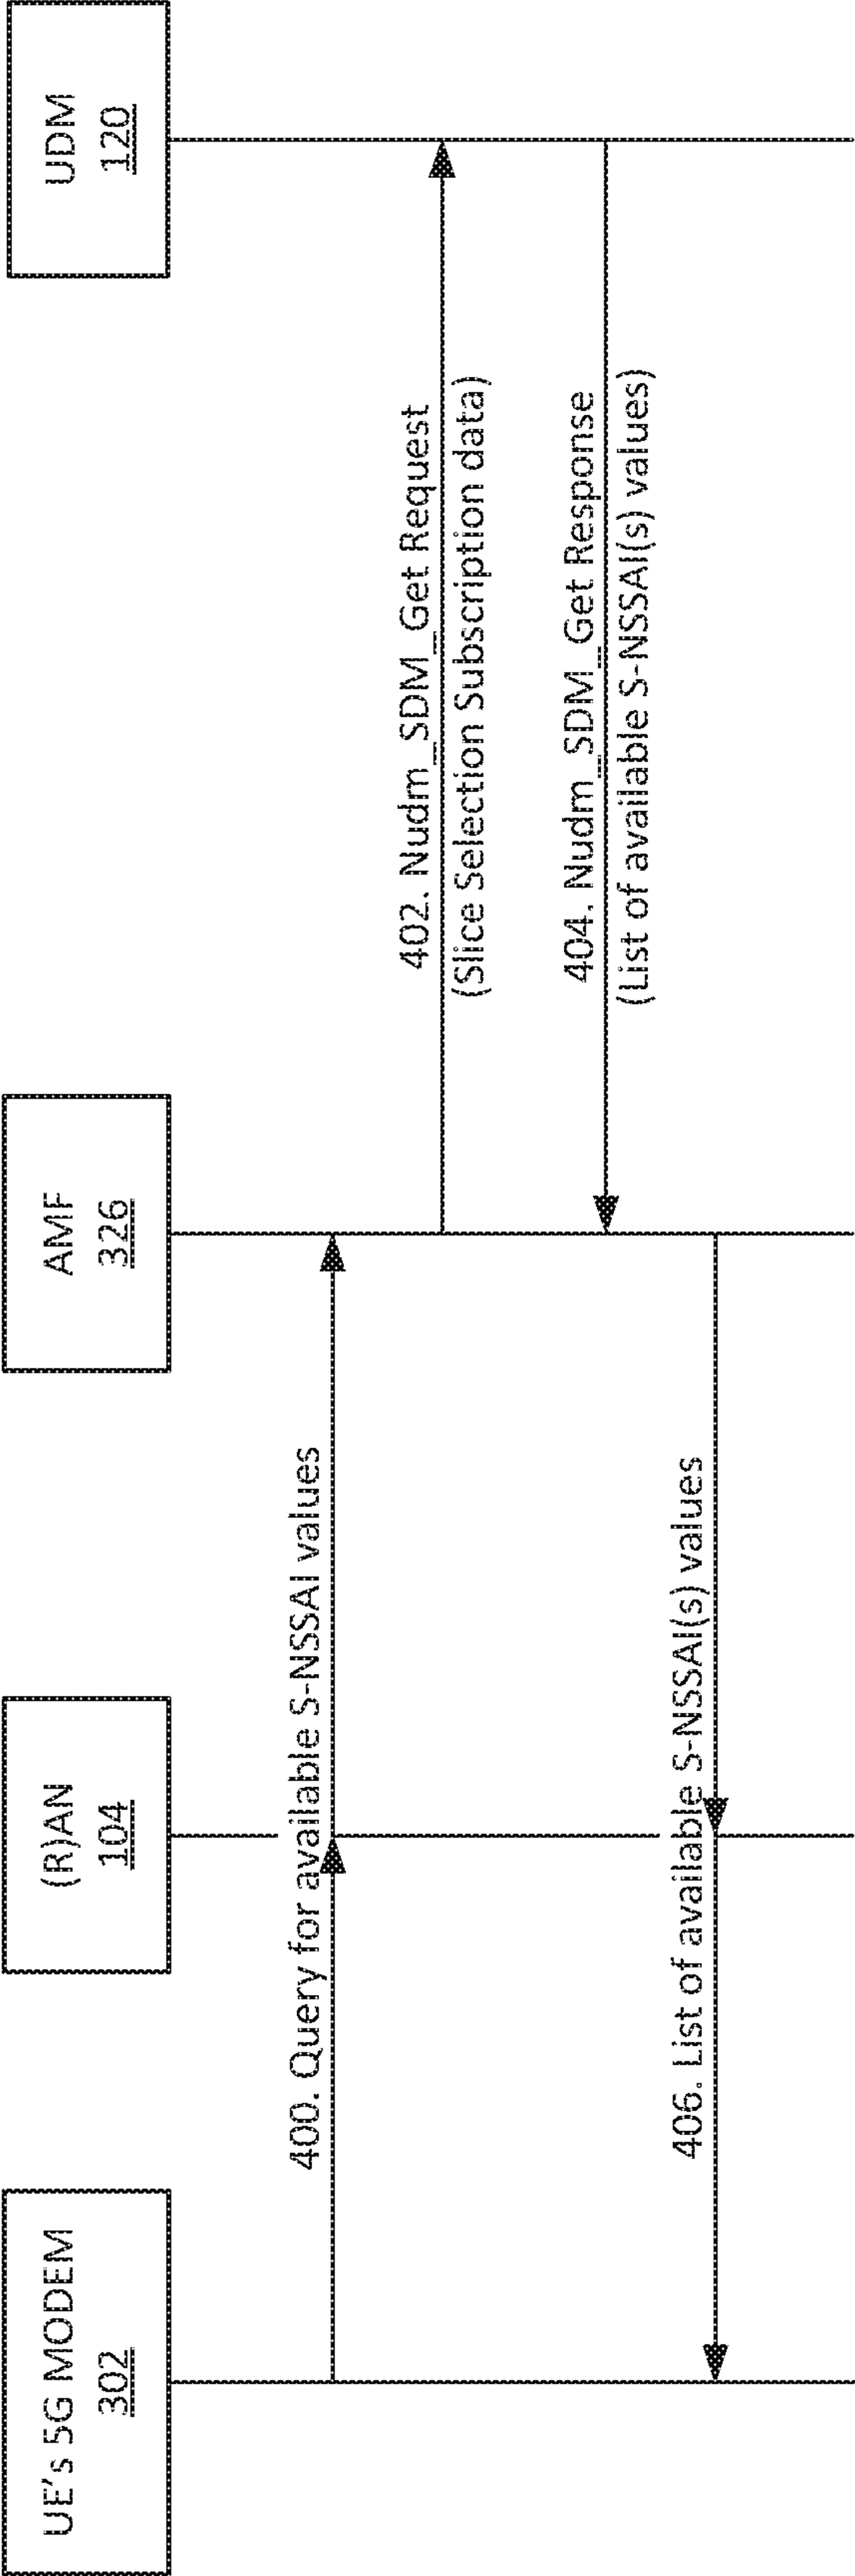 UE's 5G MODEM
302
(R)AN
104
AMF
326
UDM
120
400. Query for available S-NSSAI values
402. Nudm_SDM_Get Request
(Slice Selection Subscription data)
404. Nudm_SDM_Get Response
(List of available S-NSSAI(s) values)
406. List of available S-NSSAI(s) values